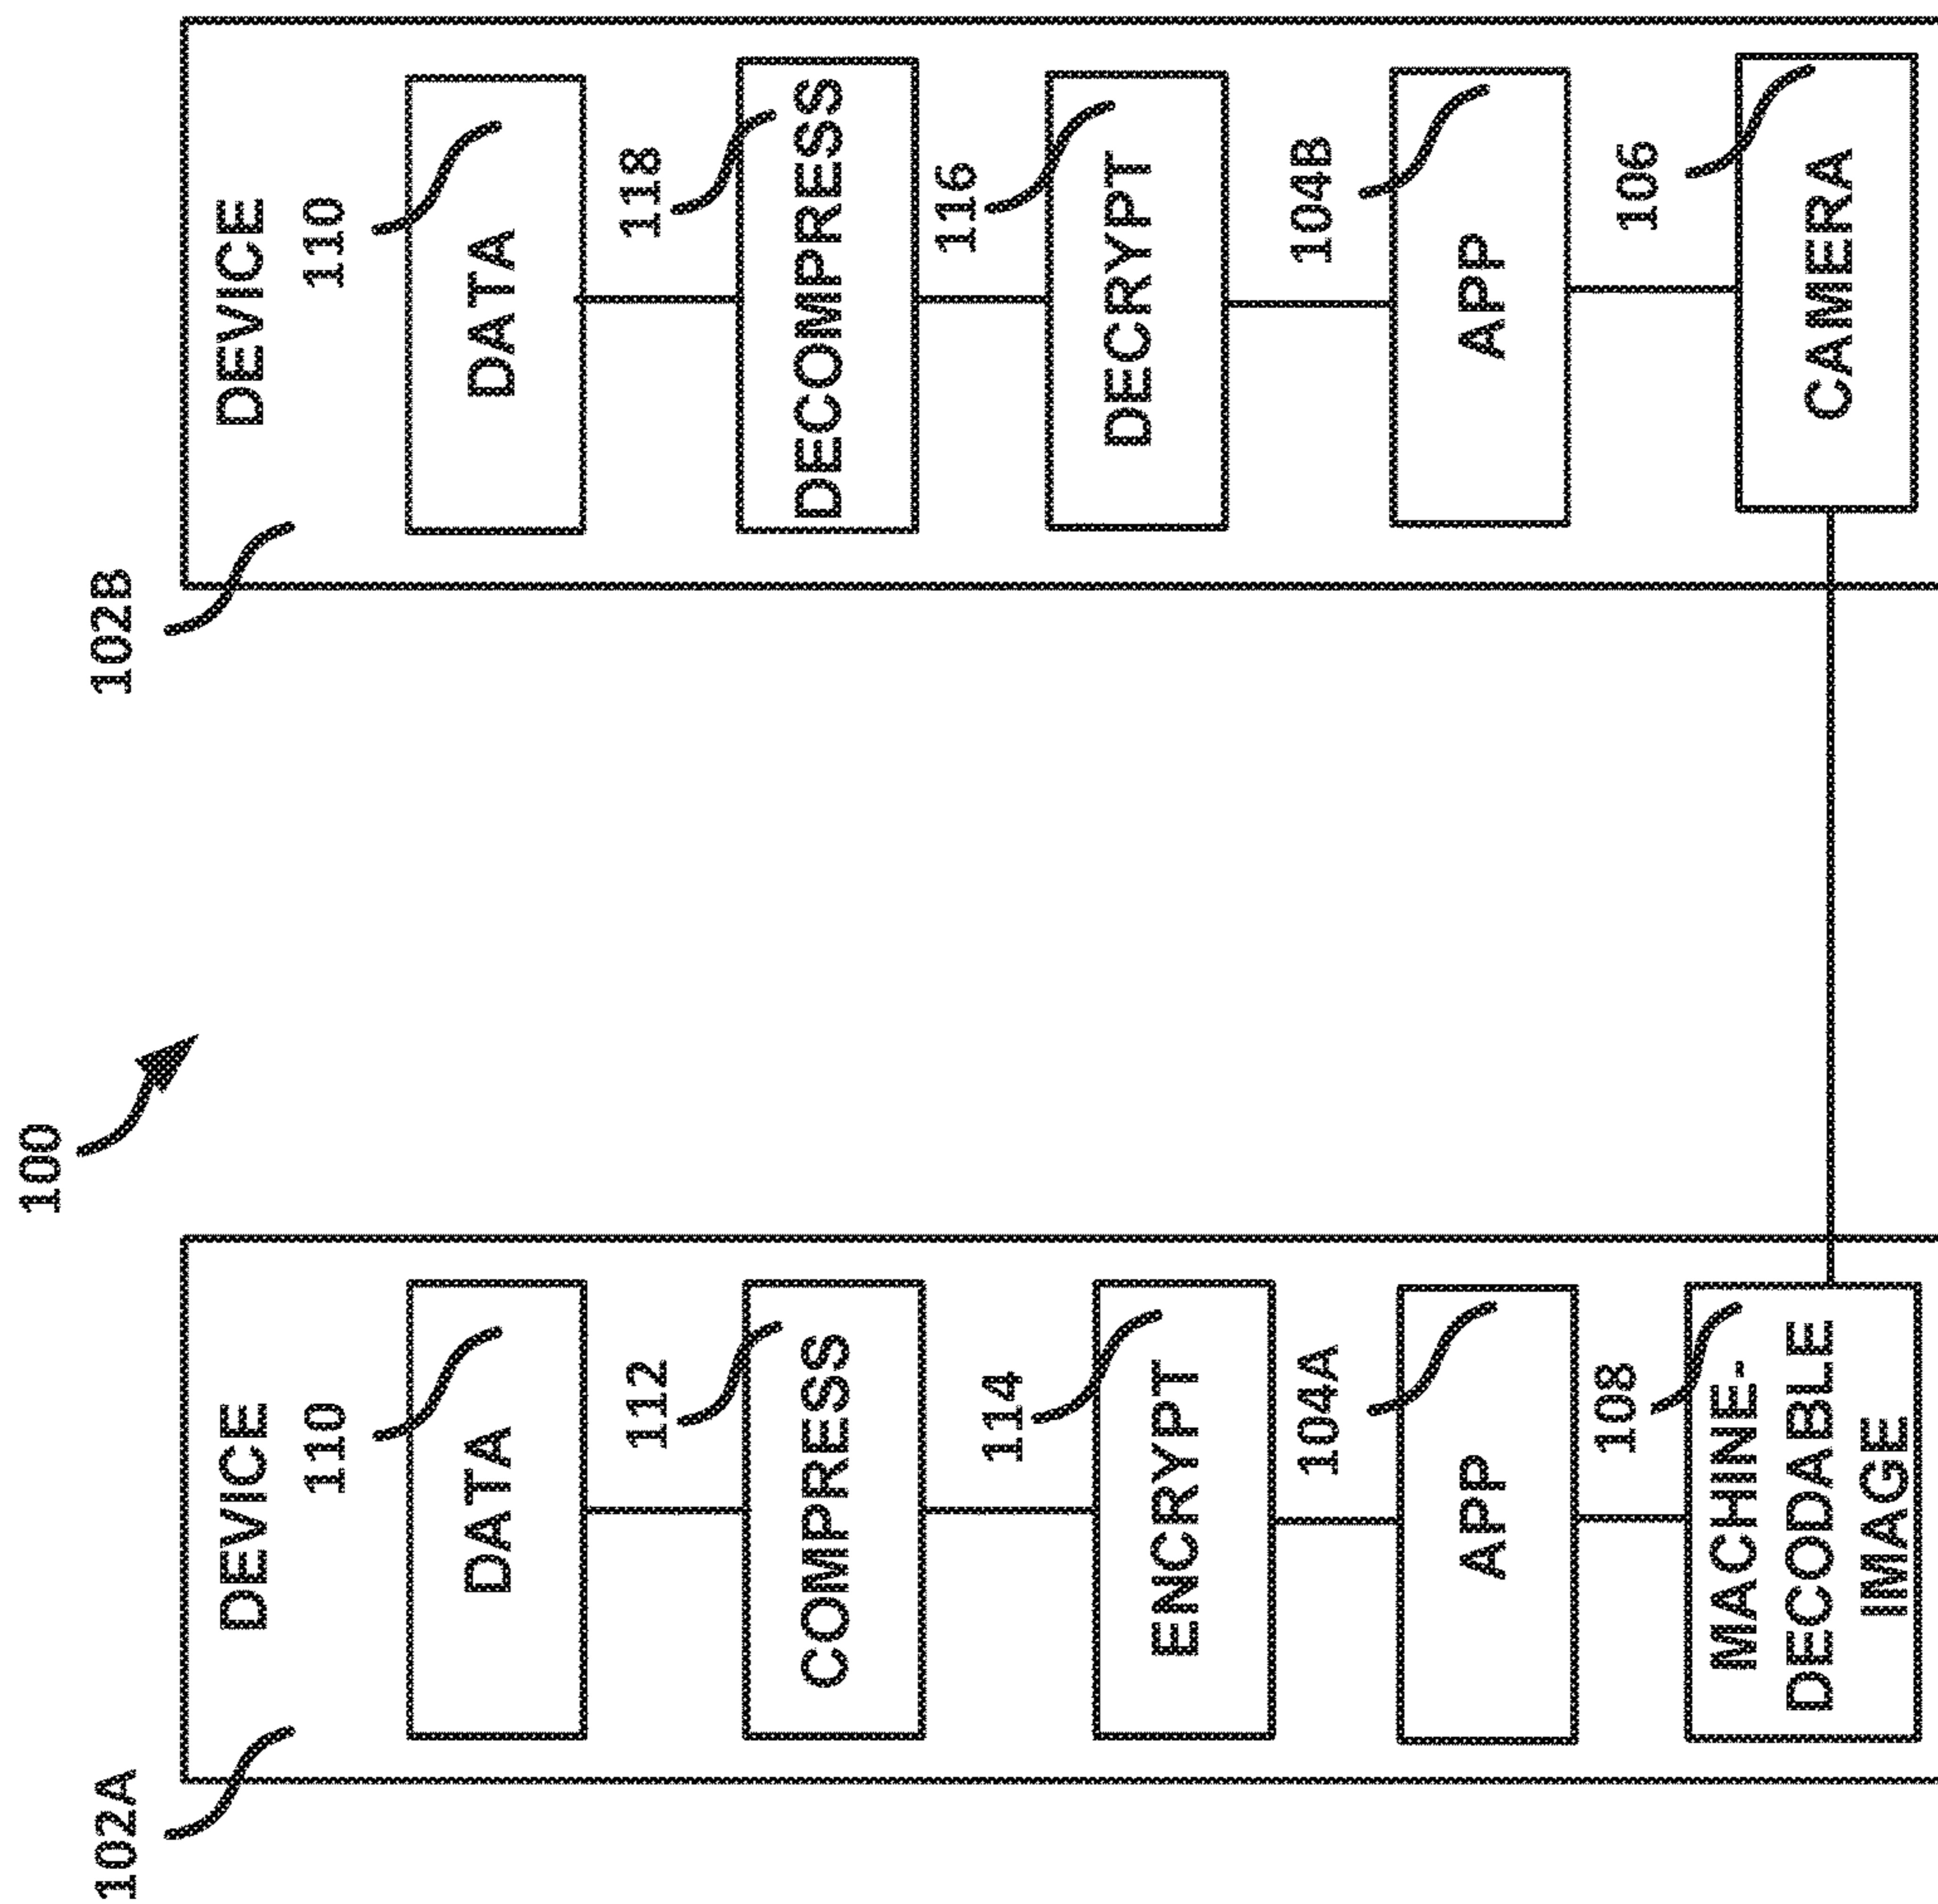 100
102A
DEVICE
110
DATA
112
COMPRESS
114
ENCRYPT
104A
APP
108
MACHINE-
DECODABLE
IMAGE
102B
DEVICE
110
DATA
118
DECOMPRESS
116
DECRYPT
104B
APP
106
CAMERA